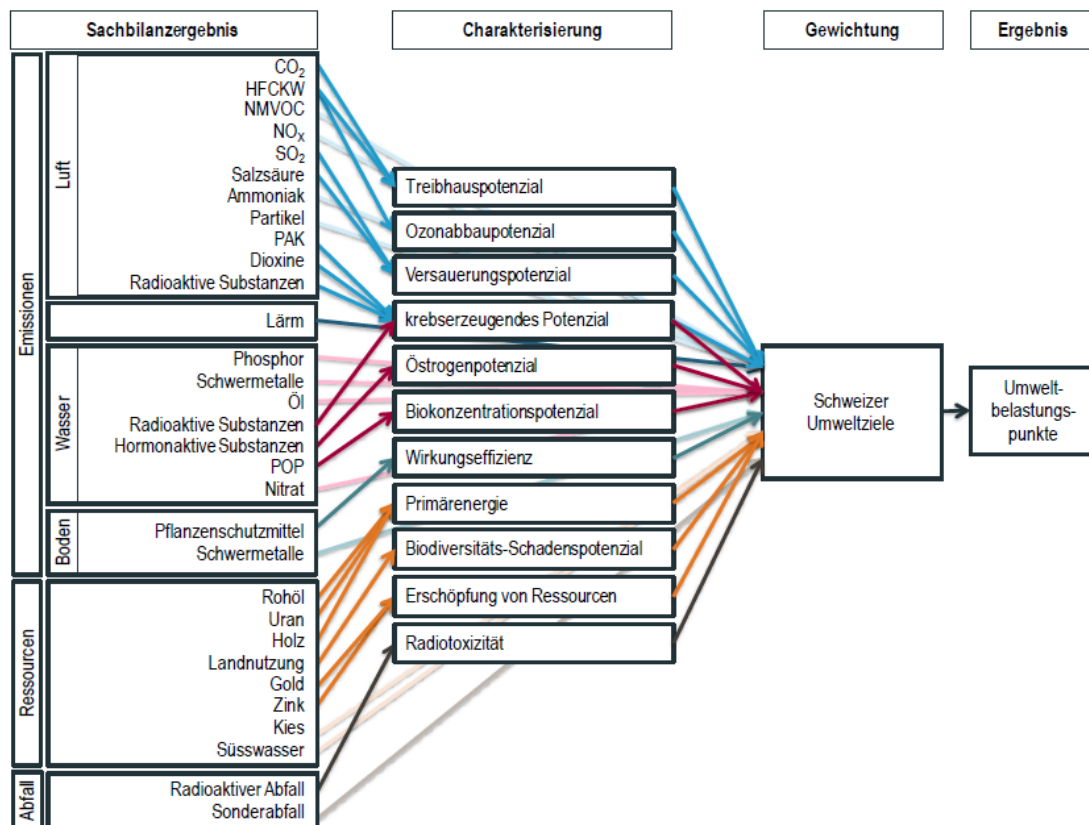 Sachbilanzergebnis
Charakterisierung
Gewichtung
Ergebnis
Emissionen
Luft
CO₂
HFCKW
NMVOC
NOₓ
SO₂
Salzsäure
Ammoniak
Partikel
PAK
Dioxine
Radioaktive Substanzen
Lärm
Wasser
Phosphor
Schwermetalle
Öl
Radioaktive Substanzen
Hormonaktive Substanzen
POP
Nitrat
Boden
Pflanzenschutzmittel
Schwermetalle
Ressourcen
Rohöl
Uran
Holz
Landnutzung
Gold
Zink
Kies
Süsswasser
Abfall
Radioaktiver Abfall
Sonderabfall
Treibhauspotenzial
Ozonabbaupotenzial
Versauerungspotenzial
krebserzeugendes Potenzial
Östrogenpotenzial
Biokonzentrationspotenzial
Wirkungseffizienz
Primärenergie
Biodiversitäts-Schadenspotenzial
Erschöpfung von Ressourcen
Radiotoxizität
Schweizer
Umweltziele
Umwelt-
belastungs-
punkte